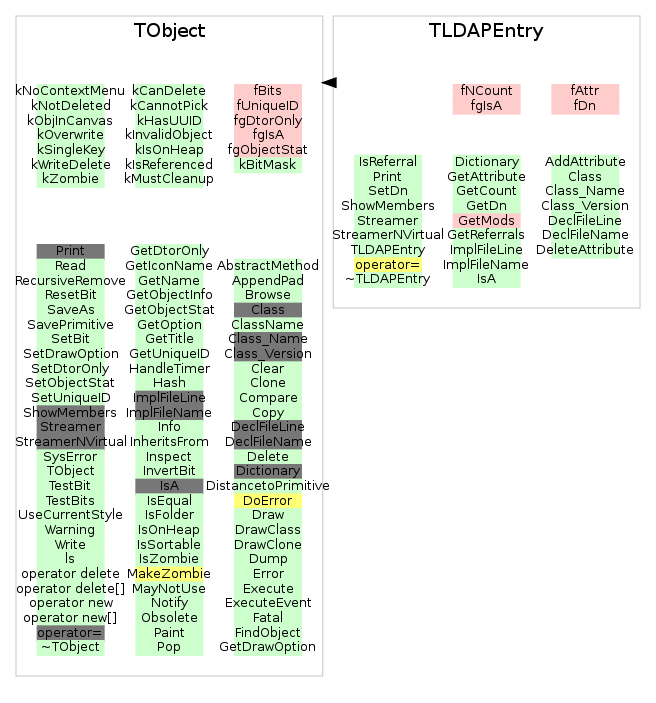 TObject
kNoContextMenu
kNotDeleted
kObjInCanvas
kOverwrite
kSingleKey
kWriteDelete
kZombie
kCanDelete
kCannotPick
kHasUUID
kInvalidObject
kIsOnHeap
kIsReferenced
kMustCleanup
fBits
fUniqueID
fgDtorOnly
fgIsA
fgObjectStat
kBitMask
Print
Read
RecursiveRemove
ResetBit
SaveAs
SavePrimitive
SetBit
SetDrawOption
SetDtorOnly
SetObjectStat
SetUniqueID
ShowMembers
Streamer
StreamerNVirtual
SysError
TObject
TestBit
TestBits
UseCurrentStyle
Warning
Write
ls
operator delete
operator delete[]
operator new
operator new[]
operator=
~TObject
GetDtorOnly
GetIconName
GetName
GetObjectInfo
GetObjectStat
GetOption
GetTitle
GetUniqueID
HandleTimer
Hash
ImplFileLine
ImplFileName
Info
InheritsFrom
Inspect
InvertBit
IsA
IsEqual
IsFolder
IsOnHeap
IsSortable
IsZombie
MakeZombie
MayNotUse
Notify
Obsolete
Paint
Pop
AbstractMethod
AppendPad
Browse
Class
ClassName
Class_Name
Class_Version
Clear
Clone
Compare
Copy
DeclFileLine
DeclFileName
Delete
Dictionary
DistancetoPrimitive
DoError
Draw
DrawClass
DrawClone
Dump
Error
Execute
ExecuteEvent
Fatal
FindObject
GetDrawOption
TLDAPEntry
fNCount
fgIsA
fAttr
fDn
IsReferral
Print
SetDn
ShowMembers
Streamer
StreamerNVirtual
TLDAPEntry
operator=
~TLDAPEntry
Dictionary
GetAttribute
GetCount
GetDn
GetMods
GetReferrals
ImplFileLine
ImplFileName
IsA
AddAttribute
Class
Class_Name
Class_Version
DeclFileLine
DeclFileName
DeleteAttribute